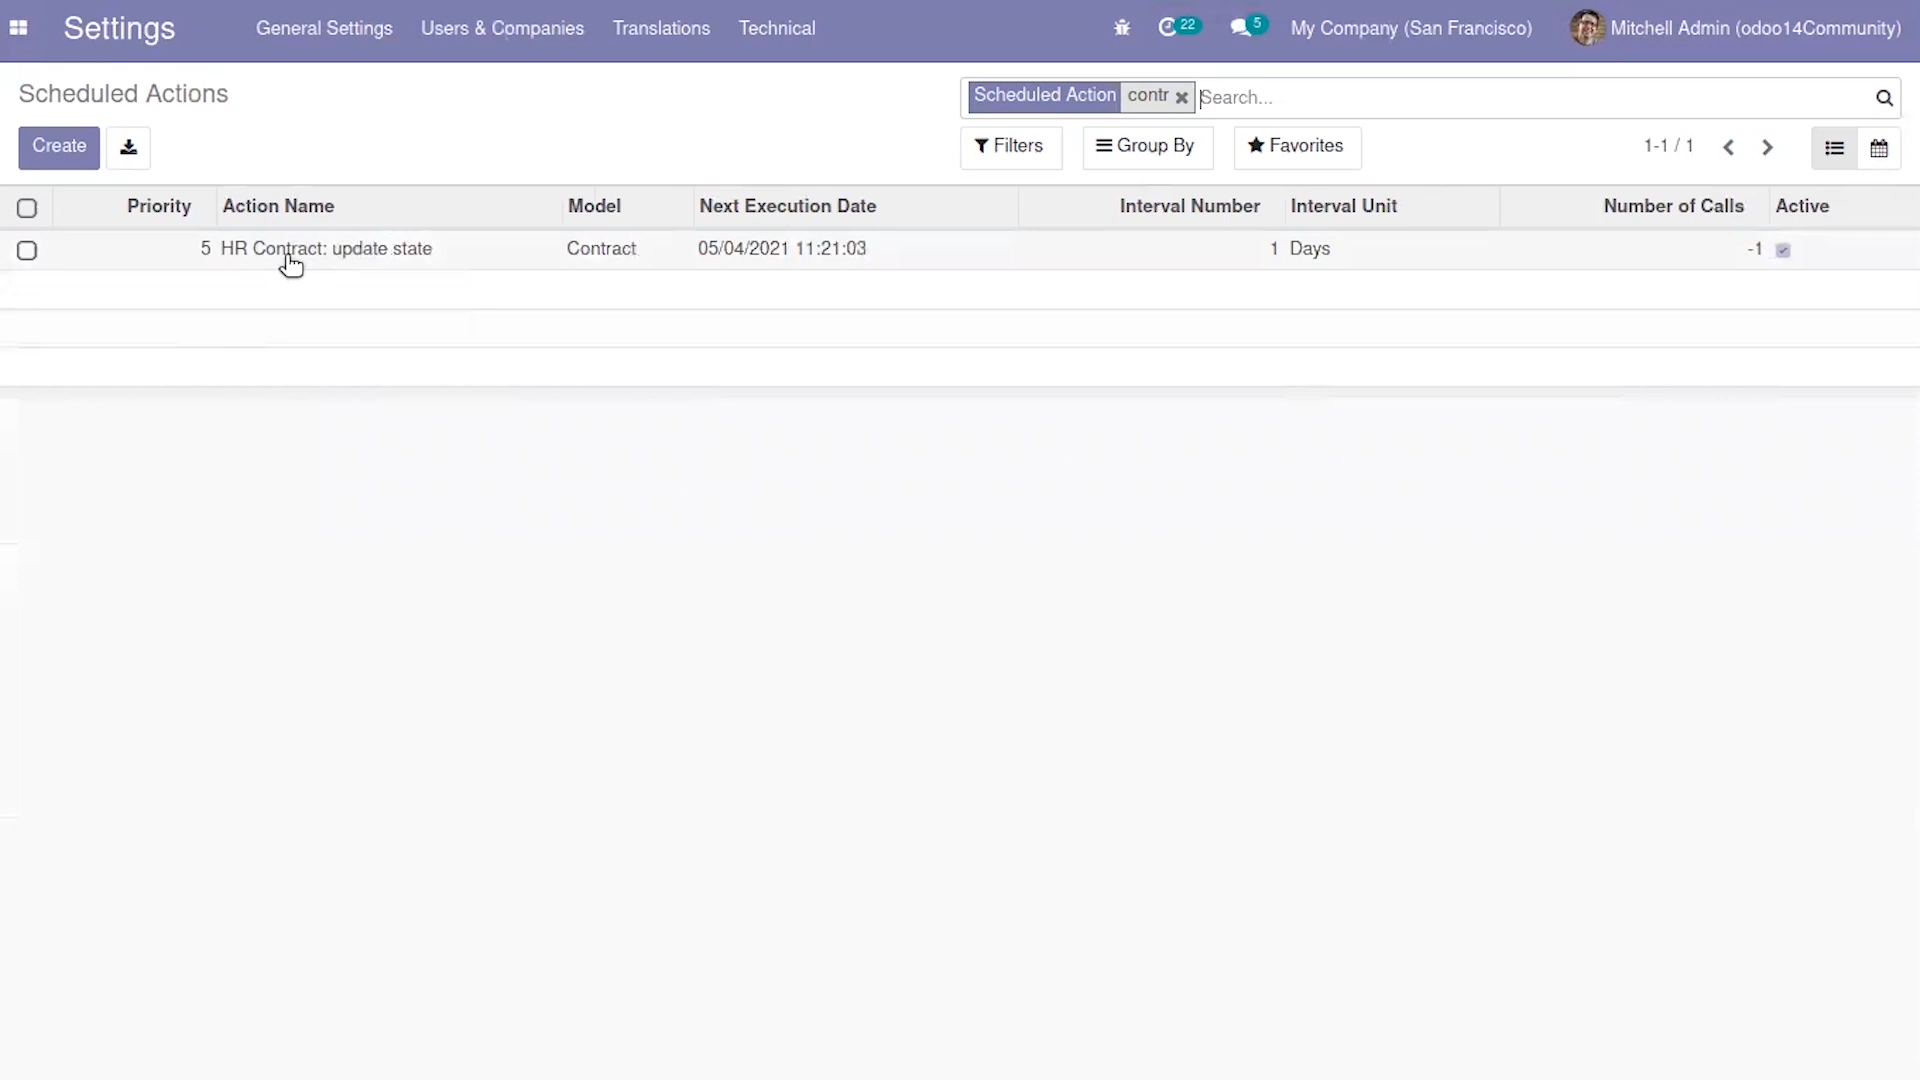 Settings General Settings Users & Companies Translations Technical 22 5 My Company (San Francisco) Mitchell Admin (odoo14Community)
Scheduled Actions Scheduled Action contr Search...
Create Filters Group By Favorites 1-1 / 1
Priority Action Name Model Next Execution Date Interval Number Interval Unit Number of Calls Active
5 HR Contract: update state Contract 05/04/2021 11:21:03 1 Days -1